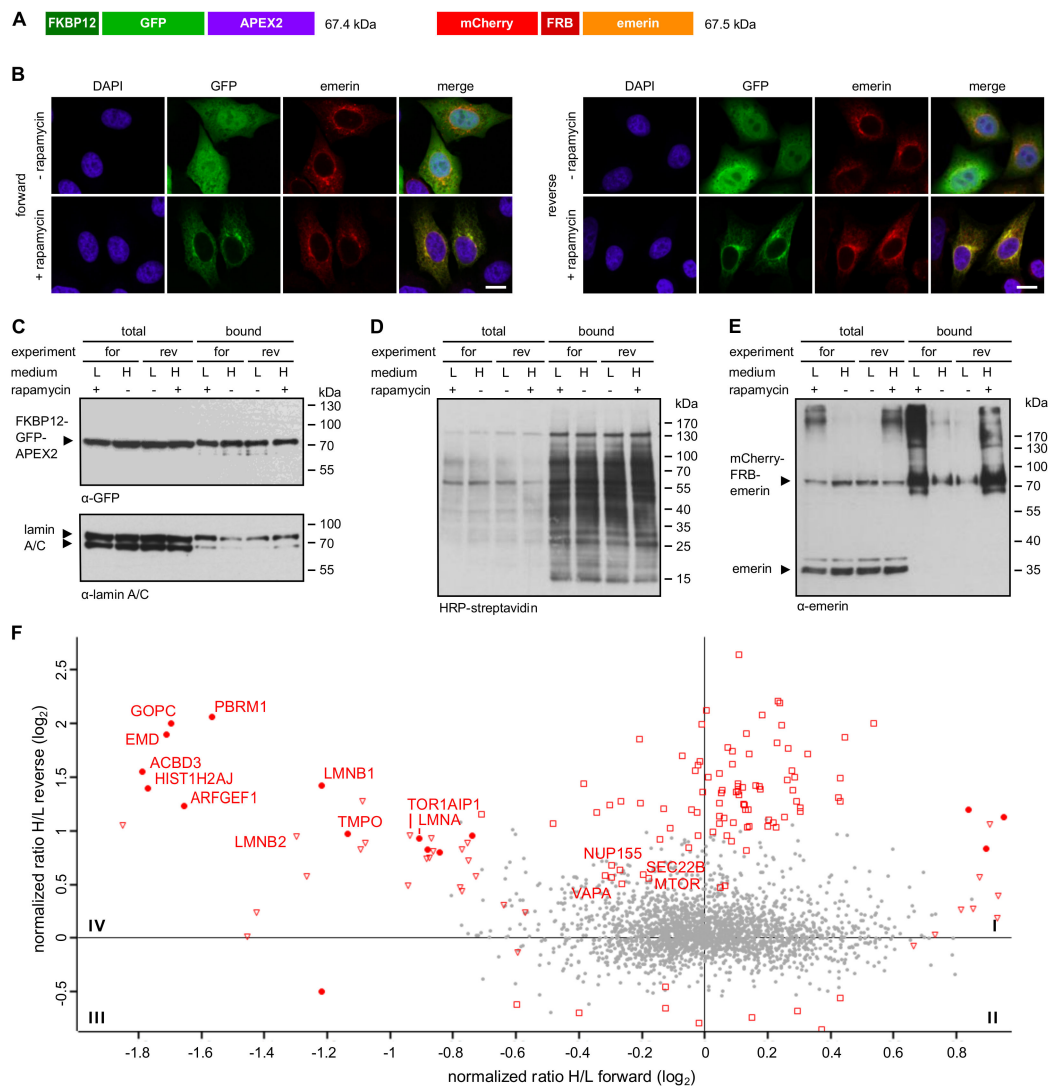 A
FKBP12 GFP APEX2 67.4 kDa
mCherry FRB emerin 67.5 kDa
B
DAPI GFP emerin merge
forward
- rapamycin
+ rapamycin
DAPI GFP emerin merge
reverse
- rapamycin
+ rapamycin
C
total bound
experiment for rev for rev
medium L H L H L H L H
rapamycin + - - + + - - +
kDa
130
100
70
55
FKBP12-
GFP-
APEX2
α-GFP
lamin
A/C
100
70
55
α-lamin A/C
D
total bound
experiment for rev for rev
medium L H L H L H L H
rapamycin + - - + + - - +
kDa
170
130
100
70
55
40
35
25
15
HRP-streptavidin
E
total bound
experiment for rev for rev
medium L H L H L H L H
rapamycin + - - + + - - +
kDa
170
130
100
70
55
40
35
mCherry-
FRB-
emerin
emerin
α-emerin
F
normalized ratio H/L reverse (log2)
2.5
2
1.5
1
0.5
0
-0.5
GOPC
PBRM1
EMD
ACBD3
HIST1H2AJ
ARFGEF1
LMNB1
TOR1AIP1
TMPO
LMNA
LMNB2
NUP155
SEC22B
VAPA
MTOR
IV
I
III
II
-1.8 -1.6 -1.4 -1.2 -1 -0.8 -0.6 -0.4 -0.2 0 0.2 0.4 0.6 0.8
normalized ratio H/L forward (log2)